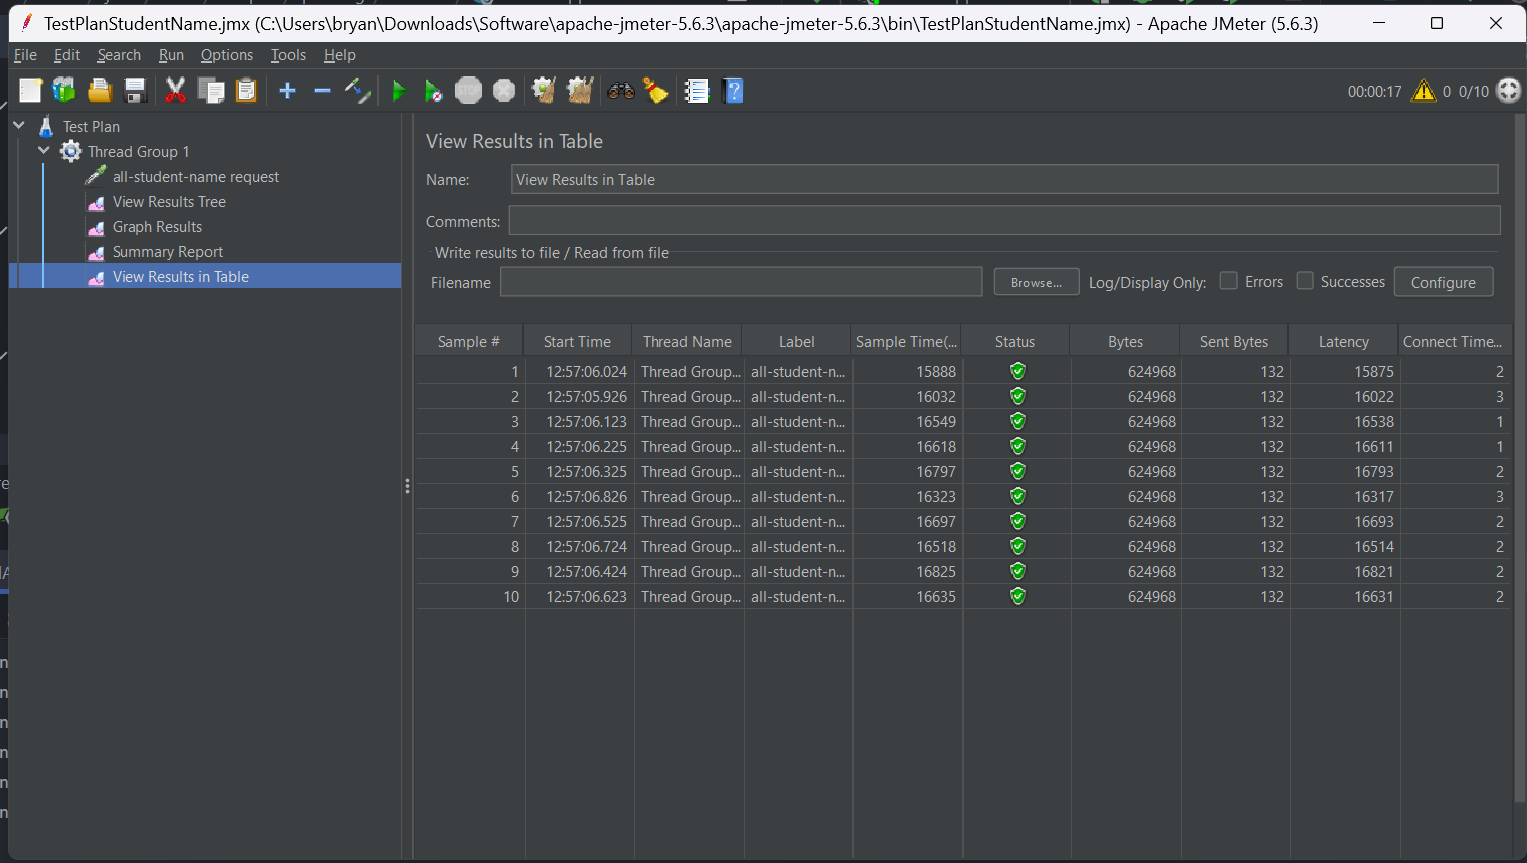 TestPlanStudentName.jmx (C:\Users\bryan\Downloads\Software\apache-jmeter-5.6.3\apache-jmeter-5.6.3\bin\TestPlanStudentName.jmx) - Apache JMeter (5.6.3)
File Edit Search Run Options Tools Help
STOP 00:00:17 0 0/10
Test Plan
Thread Group 1
all-student-name request
View Results Tree
Graph Results
Summary Report
View Results in Table
View Results in Table
Name: View Results in Table
Comments:
Write results to file / Read from file
Filename Browse... Log/Display Only: Errors Successes Configure
Sample # Start Time Thread Name Label Sample Time(... Status Bytes Sent Bytes Latency Connect Time...
1 12:57:06.024 Thread Group... all-student-n... 15888 624968 132 15875 2
2 12:57:05.926 Thread Group... all-student-n... 16032 624968 132 16022 3
3 12:57:06.123 Thread Group... all-student-n... 16549 624968 132 16538 1
4 12:57:06.225 Thread Group... all-student-n... 16618 624968 132 16611 1
5 12:57:06.325 Thread Group... all-student-n... 16797 624968 132 16793 2
6 12:57:06.826 Thread Group... all-student-n... 16323 624968 132 16317 3
7 12:57:06.525 Thread Group... all-student-n... 16697 624968 132 16693 2
8 12:57:06.724 Thread Group... all-student-n... 16518 624968 132 16514 2
9 12:57:06.424 Thread Group... all-student-n... 16825 624968 132 16821 2
10 12:57:06.623 Thread Group... all-student-n... 16635 624968 132 16631 2